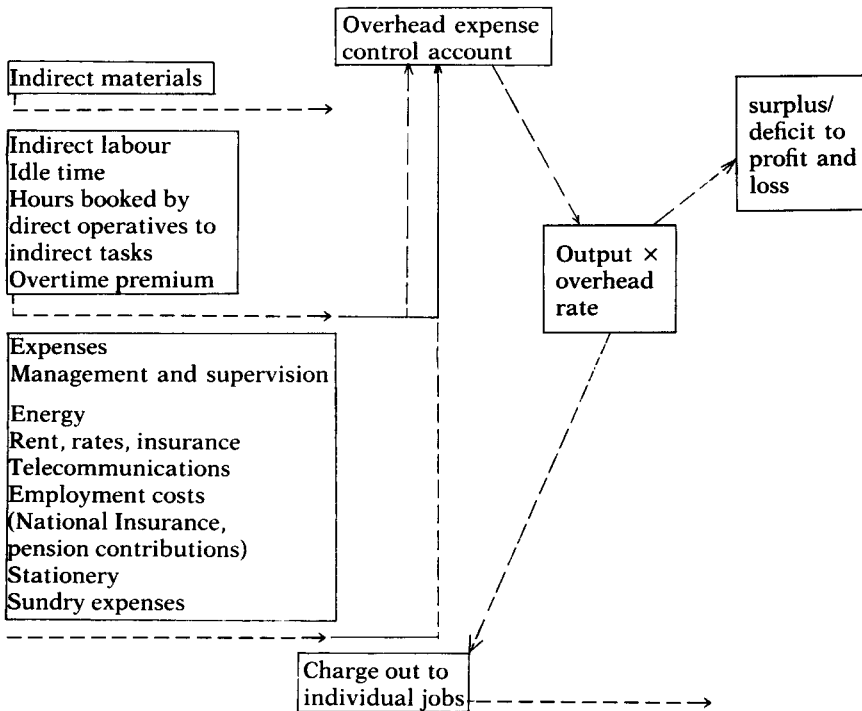 Overhead expense
control account
Indirect materials
surplus/
deficit to
profit and
loss
Indirect labour
Idle time
Hours booked by
direct operatives to
indirect tasks
Overtime premium
Output ×
overhead
rate
Expenses
Management and supervision
Energy
Rent, rates, insurance
Telecommunications
Employment costs
(National Insurance,
pension contributions)
Stationery
Sundry expenses
Charge out to
individual jobs